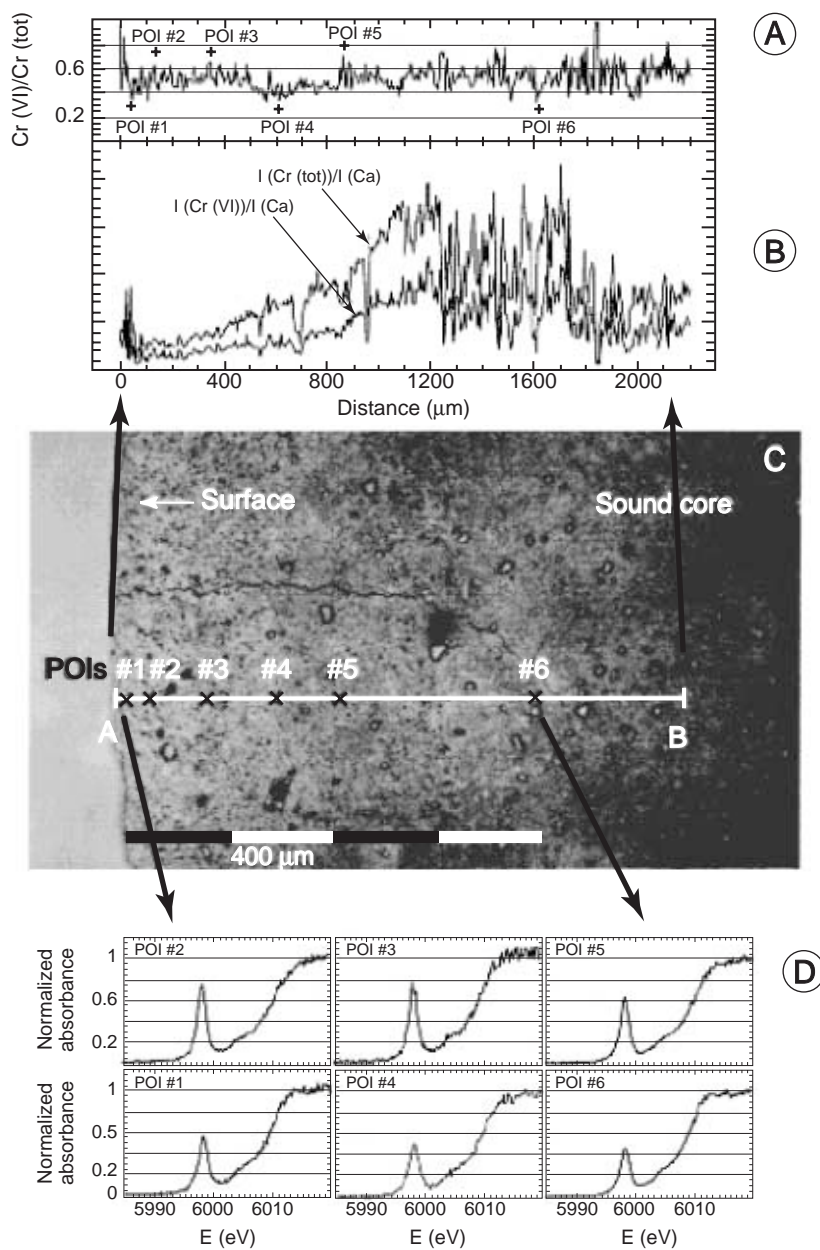 A
Cr (VI)/Cr (tot)
0.6
0.2
POI #2 POI #3 POI #5
POI #1 POI #4 POI #6
B
I (Cr (tot))/I (Ca)
I (Cr (VI))/I (Ca)
0 400 800 1200 1600 2000
Distance (μm)
C
Surface
Sound core
POIs #1 #2 #3 #4 #5 #6
A B
400 μm
D
Normalized absorbance
1
0.6
0.2
POI #2
POI #3
POI #5
Normalized absorbance
1
0.5
0.2
0
POI #1
POI #4
POI #6
5990 6000 6010
5990 6000 6010
5990 6000 6010
E (eV)
E (eV)
E (eV)